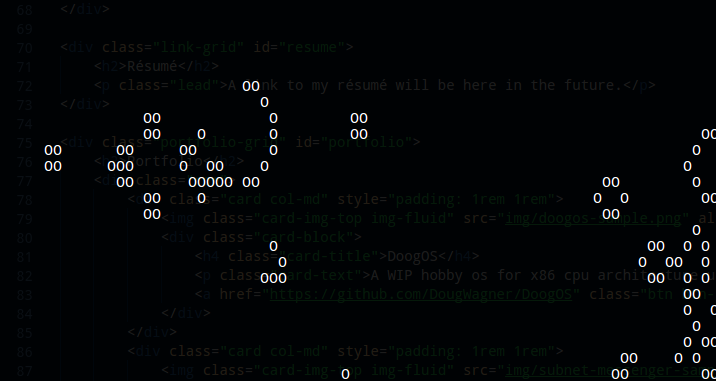 68 </div>
69
70 <div class="link-grid" id="resume">
71 <h2>Résumé</h2>
72 <p class="lead">A link to my résumé will be here in the future.</p>
73 </div>
74
75 <div class="portfolio-grid" id="portfolio">
76 <h2>Portfolio</h2>
77 <div class=
78 <div class="card col-md" style="padding: 1rem 1rem">
79 <img class="card-img-top img-fluid" src="img/doogos-sample.png" al
80 <div class="card-block">
81 <h4 class="card-title">DoogOS</h4>
82 <p class="card-text">A WIP hobby os for x86 cpu architecture
83 <a href="https://github.com/DougWagner/DoogOS" class="btn
84 </div>
85 </div>
86 <div class="card col-md" style="padding: 1rem 1rem">
87 <img class="card-img-top img-fluid" src="img/subnet-messenger-sa